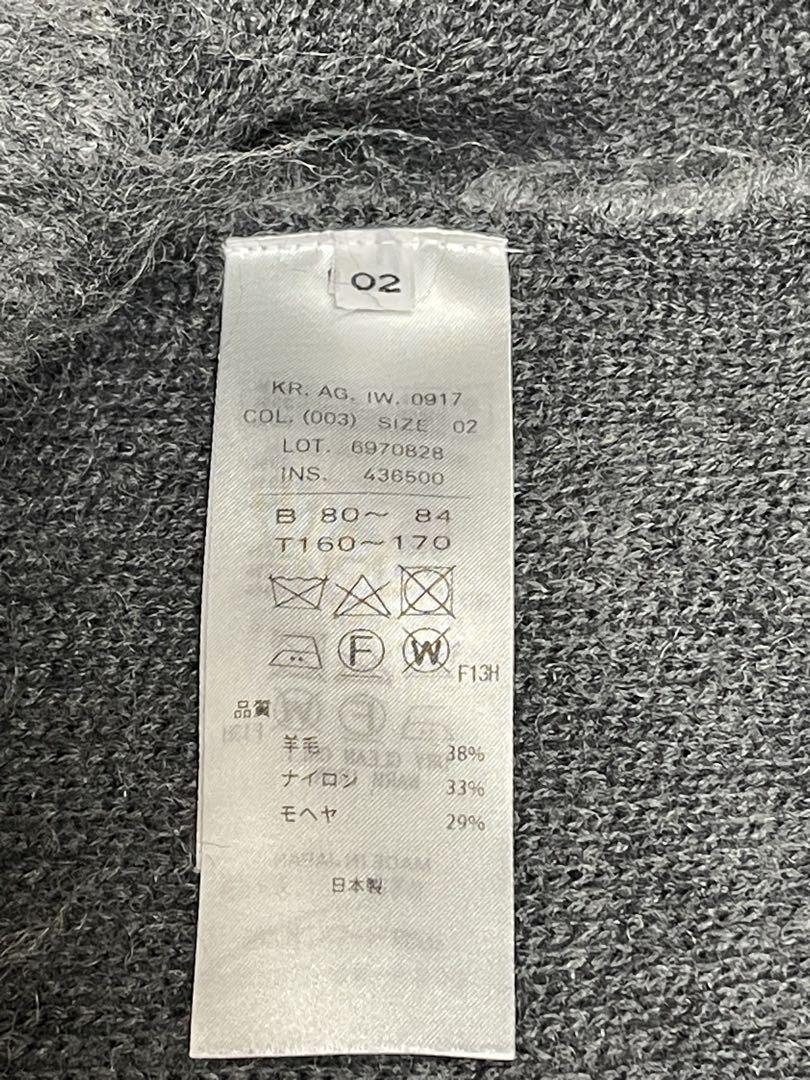 02
KR. AG. IW. 0917
COL. (003) SIZE 02
LOT. 6970828
INS. 436500
B 80～ 84
T160～170
F W F13H
品質
羊毛 38%
ナイロン 33%
モヘヤ 29%
日本製